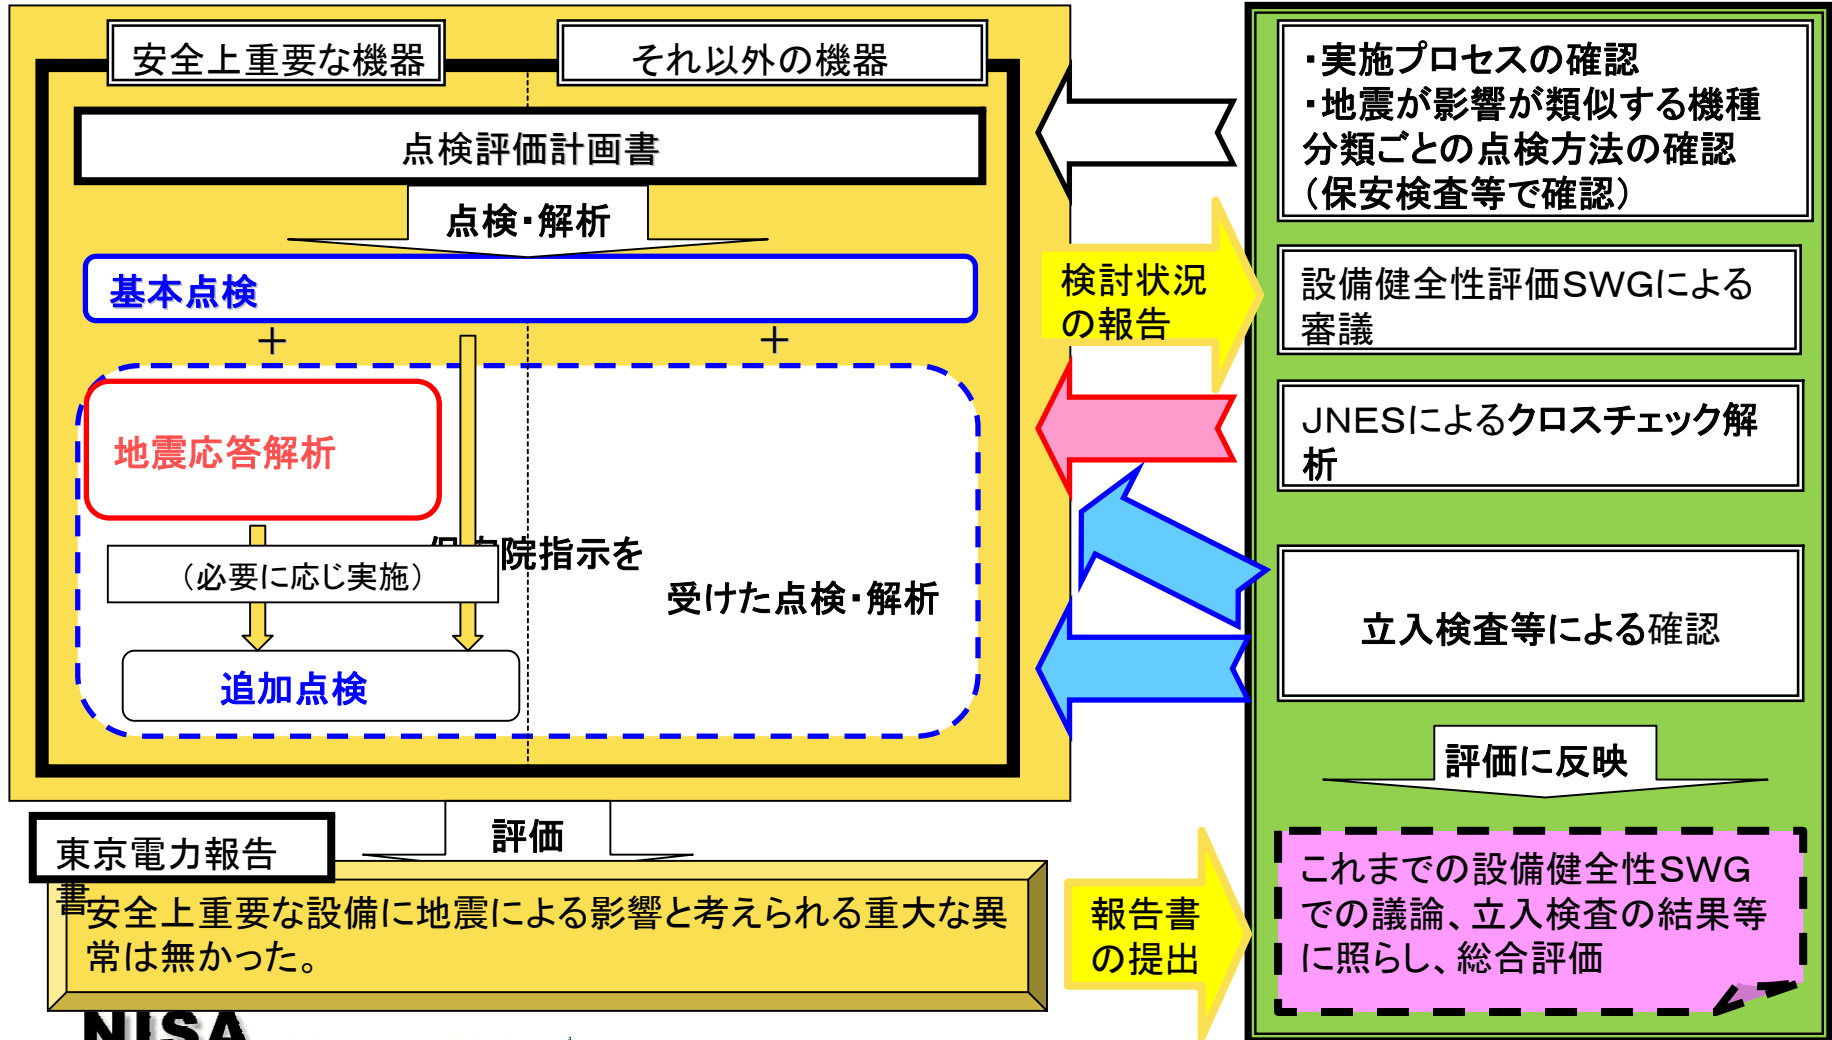 安全上重要な機器
それ以外の機器
点検評価計画書
点検・解析
基本点検
＋
＋
地震応答解析
院指示を
受けた点検・解析
（必要に応じ実施）
追加点検
評価
東京電力報告
書
安全上重要な設備に地震による影響と考えられる重大な異
常は無かった。
NISA
検討状況
の報告
報告書
の提出
・実施プロセスの確認
・地震が影響が類似する機種
分類ごとの点検方法の確認
（保安検査等で確認）
設備健全性評価SWGによる
審議
JNESによるクロスチェック解
析
立入検査等による確認
評価に反映
これまでの設備健全性SWG
での議論、立入検査の結果等
に照らし、総合評価